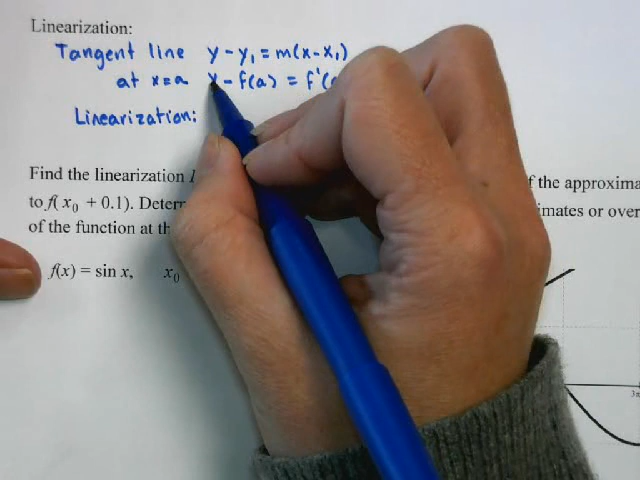 Linearization:
Tangent line y - y₁ = m(x - x₁)
at x = a y - f(a) = f'(
Linearization:
Find the linearization f the approxima
to f( x₀ + 0.1). Deter imates or over
of the function at th
f(x) = sin x, x₀